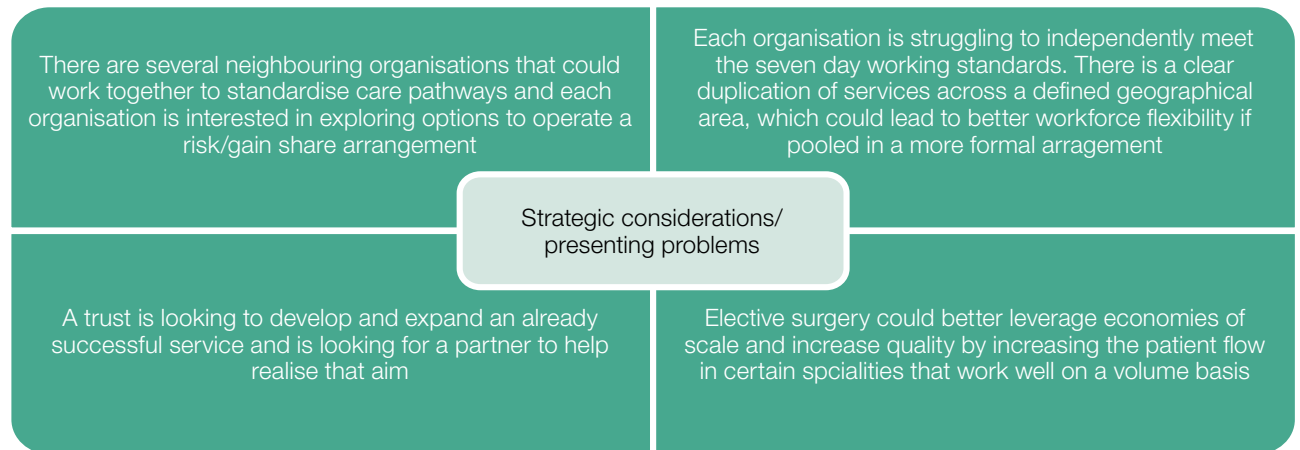 There are several neighbouring organisations that could
work together to standardise care pathways and each
organisation is interested in exploring options to operate a
risk/gain share arrangement
Each organisation is struggling to independently meet
the seven day working standards. There is a clear
duplication of services across a defined geographical
area, which could lead to better workforce flexibility if
pooled in a more formal arragement
Strategic considerations/
presenting problems
A trust is looking to develop and expand an already
successful service and is looking for a partner to help
realise that aim
Elective surgery could better leverage economies of
scale and increase quality by increasing the patient flow
in certain spcialities that work well on a volume basis